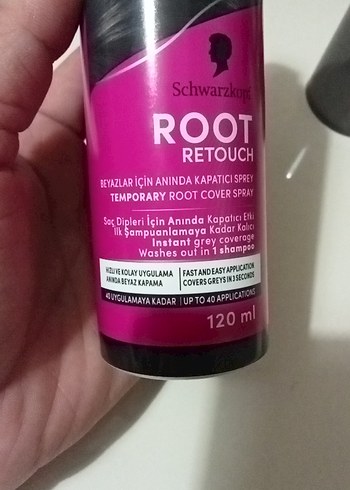 Schwarzkopf
ROOT
RETOUCH
BEYAZLAR İÇİN ANINDA KAPATICI SPREY
TEMPORARY ROOT COVER SPRAY
Saç Dipleri İçin Anında Kapatıcı Etki
İlk Şampuanlamaya Kadar Kalıcı
Instant grey coverage
Washes out in 1 shampoo
HIZLI VE KOLAY UYGULAMA
ANINDA BEYAZ KAPAMA
FAST AND EASY APPLICATION
COVERS GREYS IN 3 SECONDS
40 UYGULAMAYA KADAR | UP TO 40 APPLICATIONS
120 ml